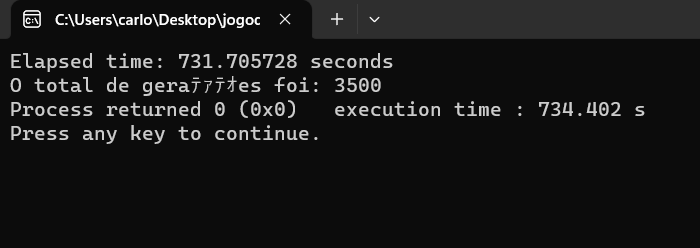 C:\Users\carlo\Desktop\jogoc
Elapsed time: 731.705728 seconds
O total de geraﾃｧﾃｵes foi: 3500
Process returned 0 (0x0)   execution time : 734.402 s
Press any key to continue.